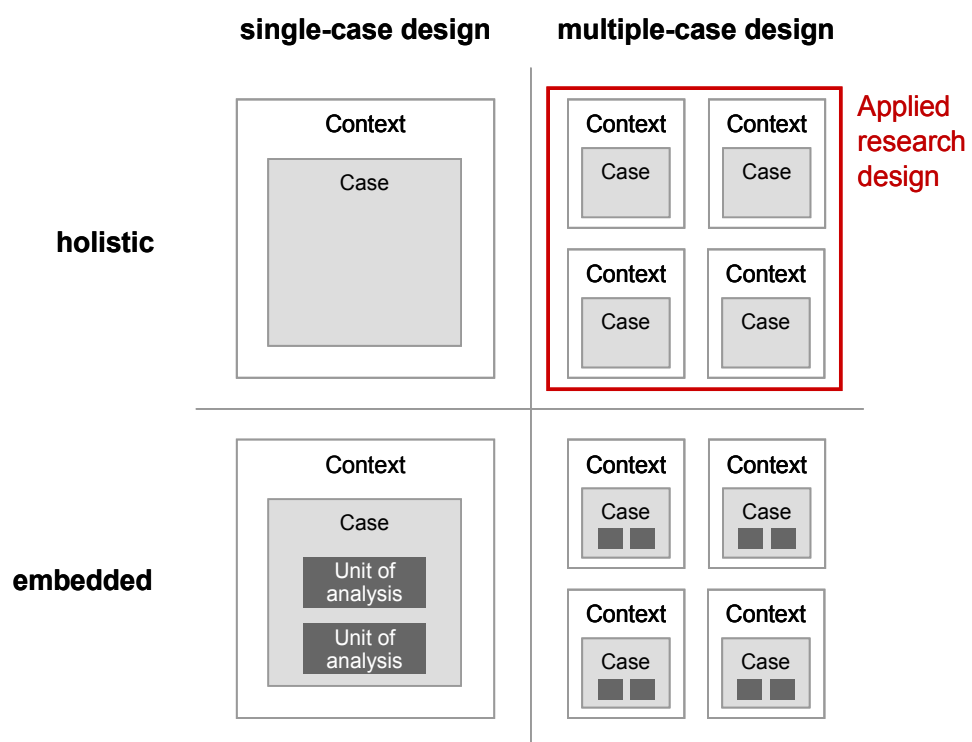 single-case design
multiple-case design
Context
Case
Context
Case
Context
Case
Applied
research
design
holistic
Context
Case
Context
Case
Context
Case
Unit of
analysis
Unit of
analysis
Context
Case
Context
Case
embedded
Context
Case
Context
Case